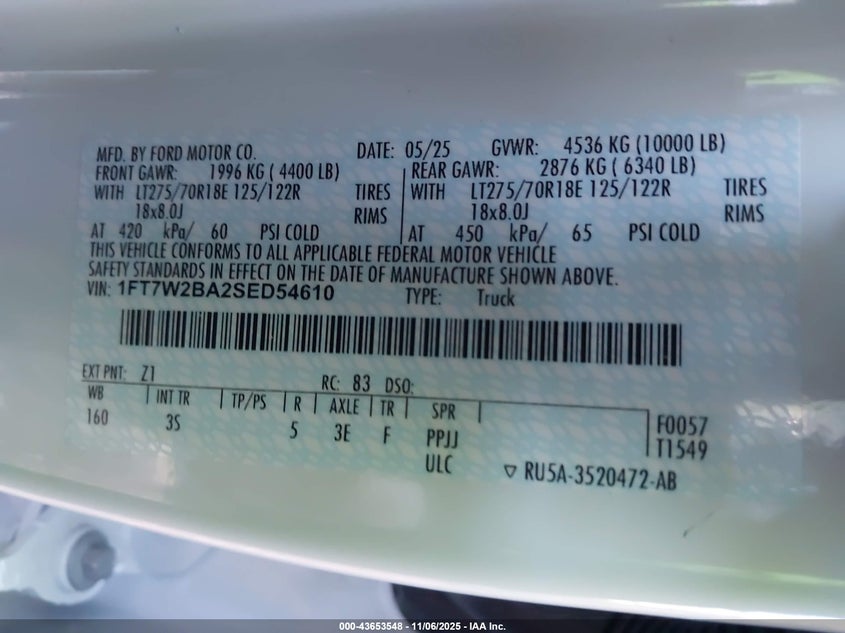 MFD. BY FORD MOTOR CO. DATE: 05/25 GVWR: 4536 KG (10000 LB)
FRONT GAWR: 1996 KG ( 4400 LB) REAR GAWR: 2876 KG ( 6340 LB)
WITH LT275/70R18E 125/122R TIRES WITH LT275/70R18E 125/122R TIRES
18x8.0J RIMS 18x8.0J RIMS
AT 420 kPa/ 60 PSI COLD AT 450 kPa/ 65 PSI COLD
THIS VEHICLE CONFORMS TO ALL APPLICABLE FEDERAL MOTOR VEHICLE
SAFETY STANDARDS IN EFFECT ON THE DATE OF MANUFACTURE SHOWN ABOVE.
VIN: 1FT7W2BA2SED54610 TYPE: Truck
EXT PNT: Z1 RC: 83 DSO:
WB INT TR TP/PS R AXLE TR SPR F0057
160 3S 5 3E F PPJJ T1549
ULC RU5A-3520472-AB
000-43653548 - 11/06/2025 - IAA Inc.